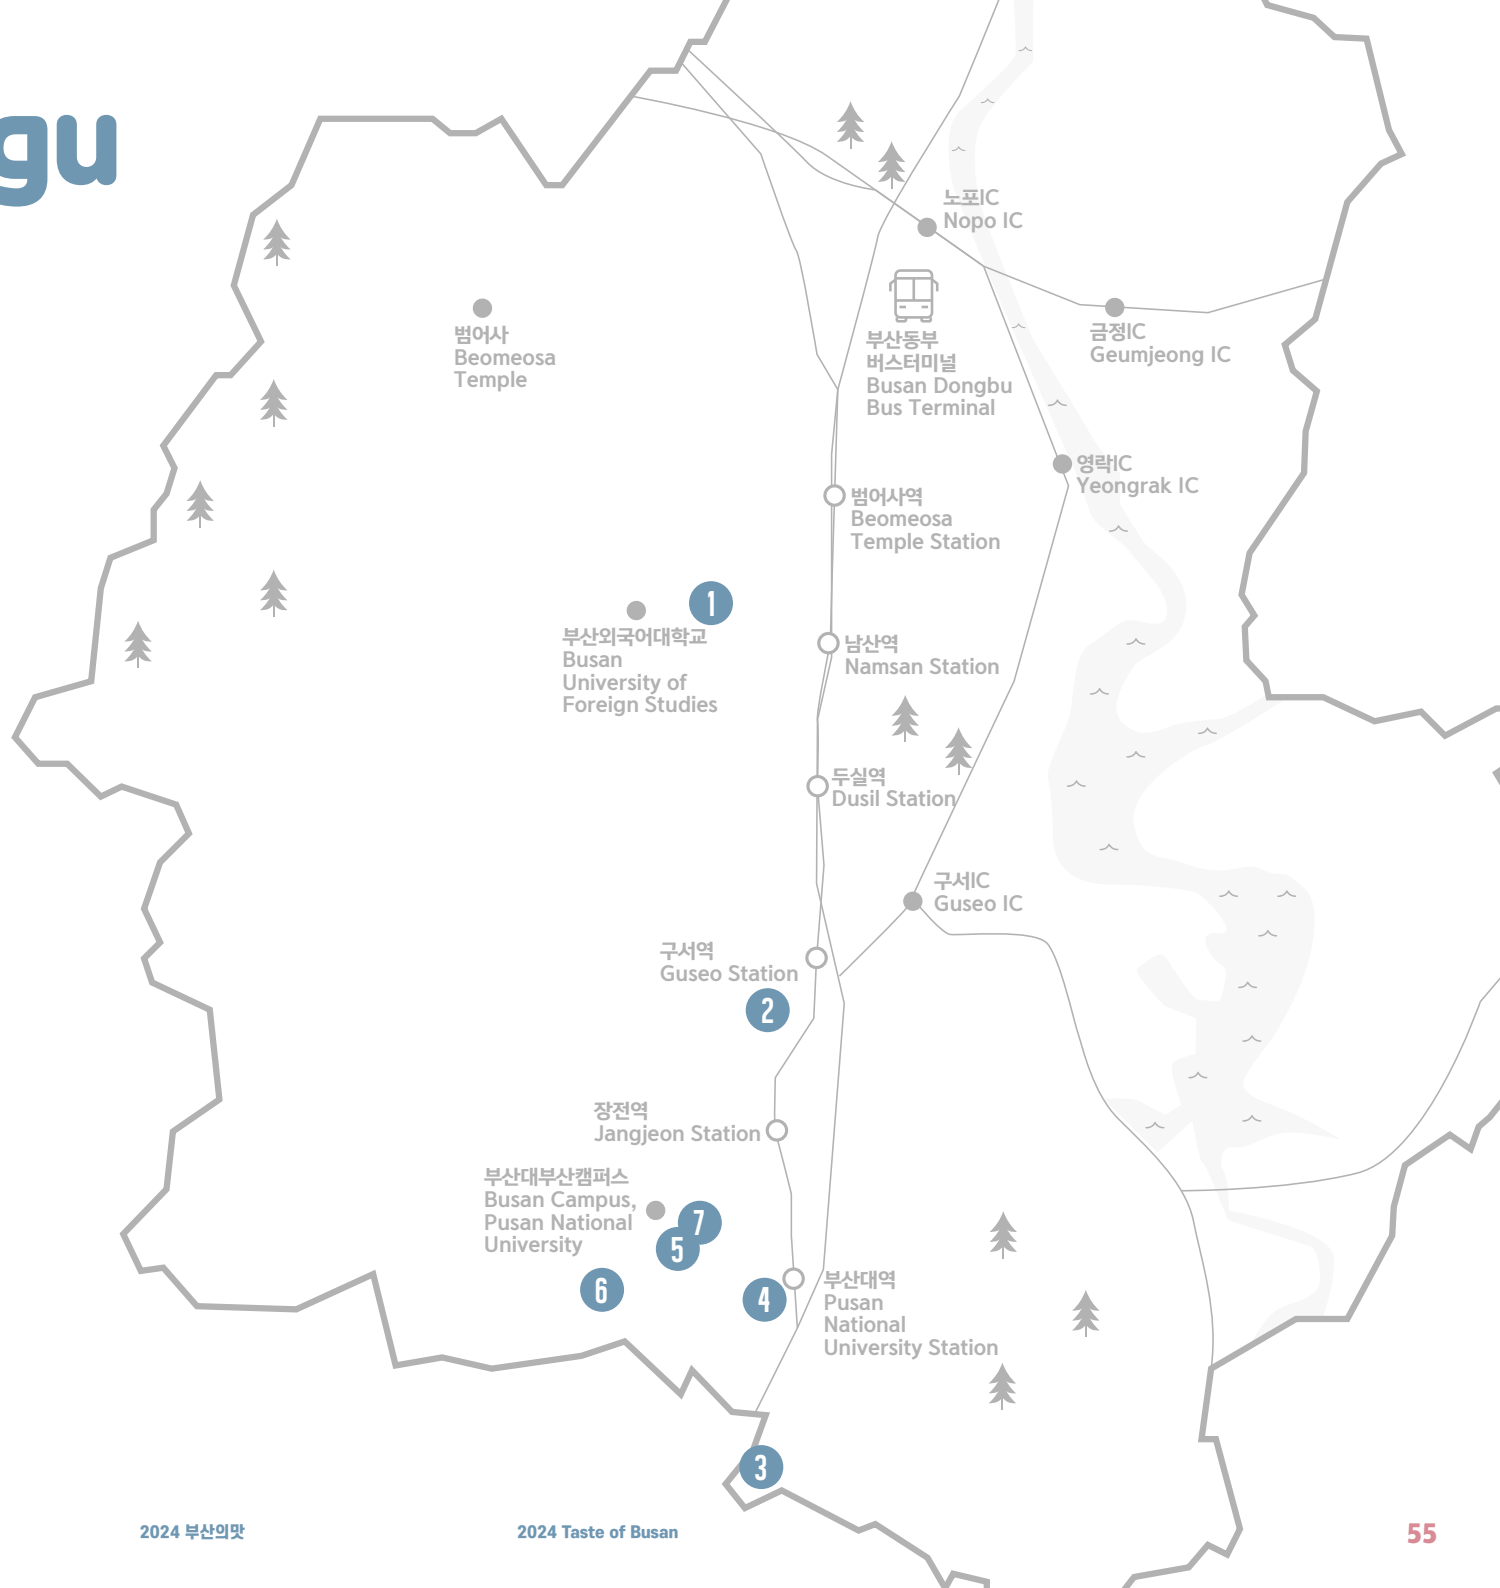 gu
노포IC
Nopo IC
범어사
Beomeosa
Temple
부산동부
버스터미널
Busan Dongbu
Bus Terminal
금정IC
Geumjeong IC
영락IC
Yeongrak IC
범어사역
Beomeosa
Temple Station
1
부산외국어대학교
Busan
University of
Foreign Studies
남산역
Namsan Station
두실역
Dusil Station
구서IC
Guseo IC
구서역
Guseo Station
2
장전역
Jangjeon Station
부산대부산캠퍼스
Busan Campus,
Pusan National
University
7
5
6
4
부산대역
Pusan
National
University Station
3
2024 부산의맛
2024 Taste of Busan
55